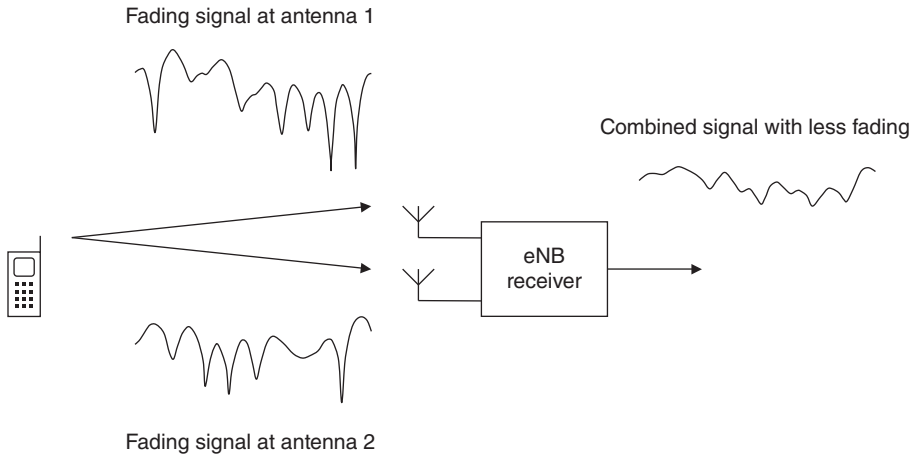 Fading signal at antenna 1
Combined signal with less fading
eNB
receiver
Fading signal at antenna 2